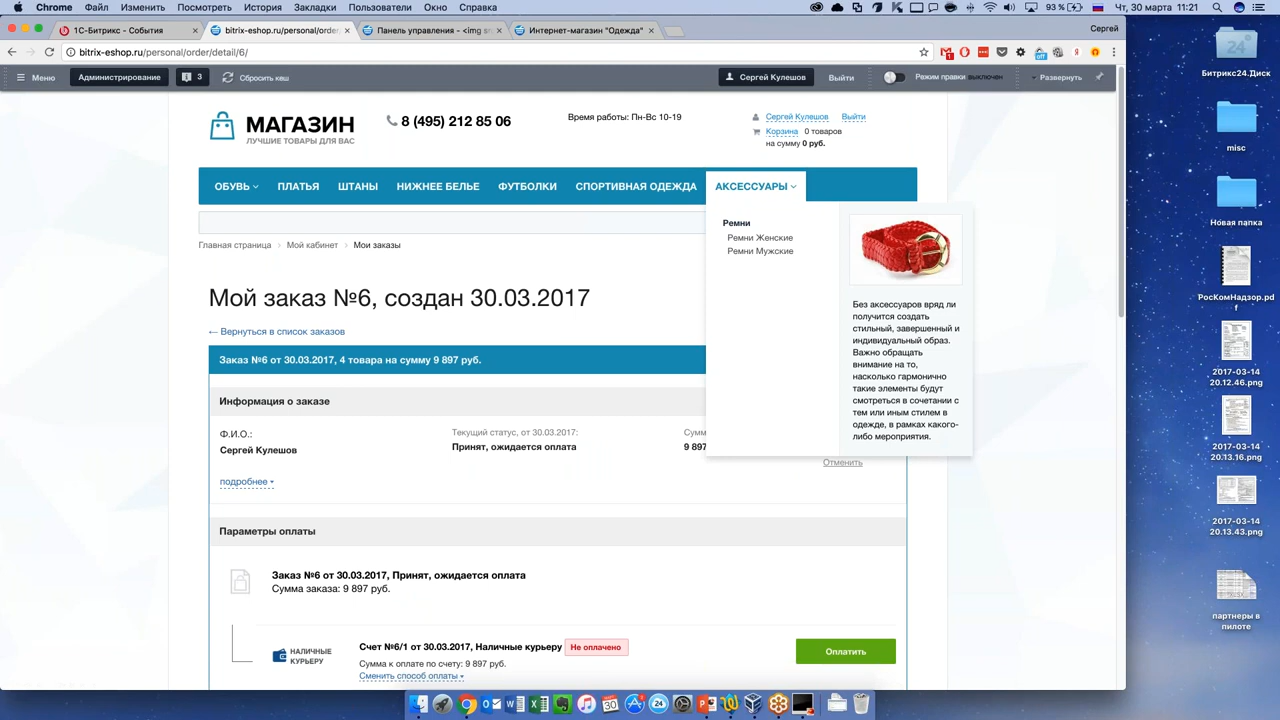 Chrome Файл Изменить Посмотреть История Закладки Пользователи Окно Справка
93 % Чт, 30 марта 11:21
1С-Битрикс - События
bitrix-eshop.ru/personal/order
Панель управления - <img s
Интернет-магазин "Одежда"
Сергей
bitrix-eshop.ru/personal/order/detail/6/
Меню Администрирование 3 Сбросить кеш Сергей Кулешов Выйти Режим правки выключен Развернуть
МАГАЗИН
ЛУЧШИЕ ТОВАРЫ ДЛЯ ВАС
8 (495) 212 85 06
Время работы: Пн-Вс 10-19
Сергей Кулешов Выйти
Корзина 0 товаров
на сумму 0 руб.
ОБУВЬ ПЛАТЬЯ ШТАНЫ НИЖНЕЕ БЕЛЬЕ ФУТБОЛКИ СПОРТИВНАЯ ОДЕЖДА АКСЕССУАРЫ
Ремни
Ремни Женские
Ремни Мужские
Без аксессуаров вряд ли
получится создать
стильный, завершенный и
индивидуальный образ.
Важно обращать
внимание на то,
насколько гармонично
такие элементы будут
смотреться в сочетании с
тем или иным стилем в
одежде, в рамках какого-
либо мероприятия.
Главная страница Мой кабинет Мои заказы
Мой заказ №6, создан 30.03.2017
← Вернуться в список заказов
Заказ №6 от 30.03.2017, 4 товара на сумму 9 897 руб.
Информация о заказе
Ф.И.О.:
Сергей Кулешов
Текущий статус, от 30.03.2017:
Принят, ожидается оплата
Сумм
9 897
Отменить
подробнее
Параметры оплаты
Заказ №6 от 30.03.2017, Принят, ожидается оплата
Сумма заказа: 9 897 руб.
НАЛИЧНЫЕ
КУРЬЕРУ
Счет №6/1 от 30.03.2017, Наличные курьеру Не оплачено
Сумма к оплате по счету: 9 897 руб.
Сменить способ оплаты
Оплатить
24
Битрикс24.Диск
misc
Новая папка
РосКомНадзор.pd
f
2017-03-14
20.12.46.png
2017-03-14
20.13.16.png
2017-03-14
20.13.43.png
партнеры в
пилоте